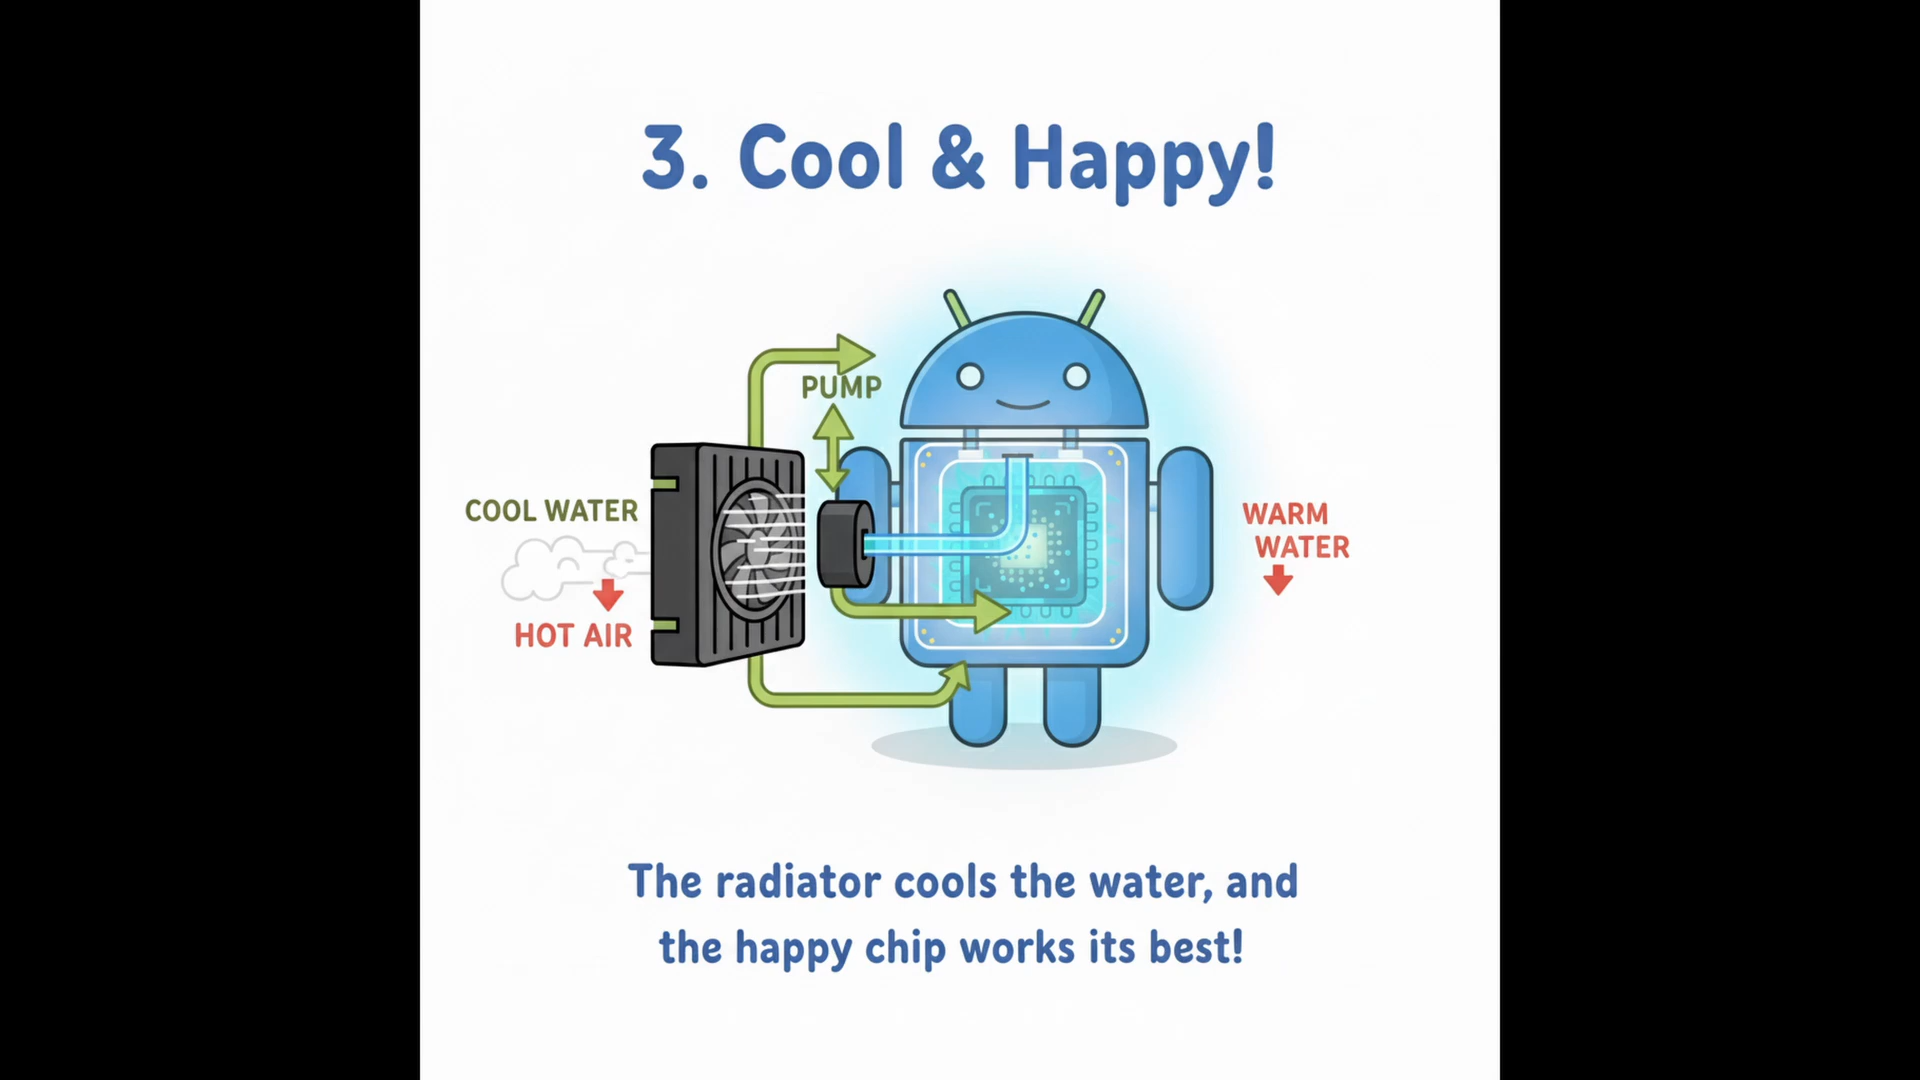 3. Cool & Happy!
PUMP
COOL WATER
HOT AIR
WARM
WATER
The radiator cools the water, and
the happy chip works its best!